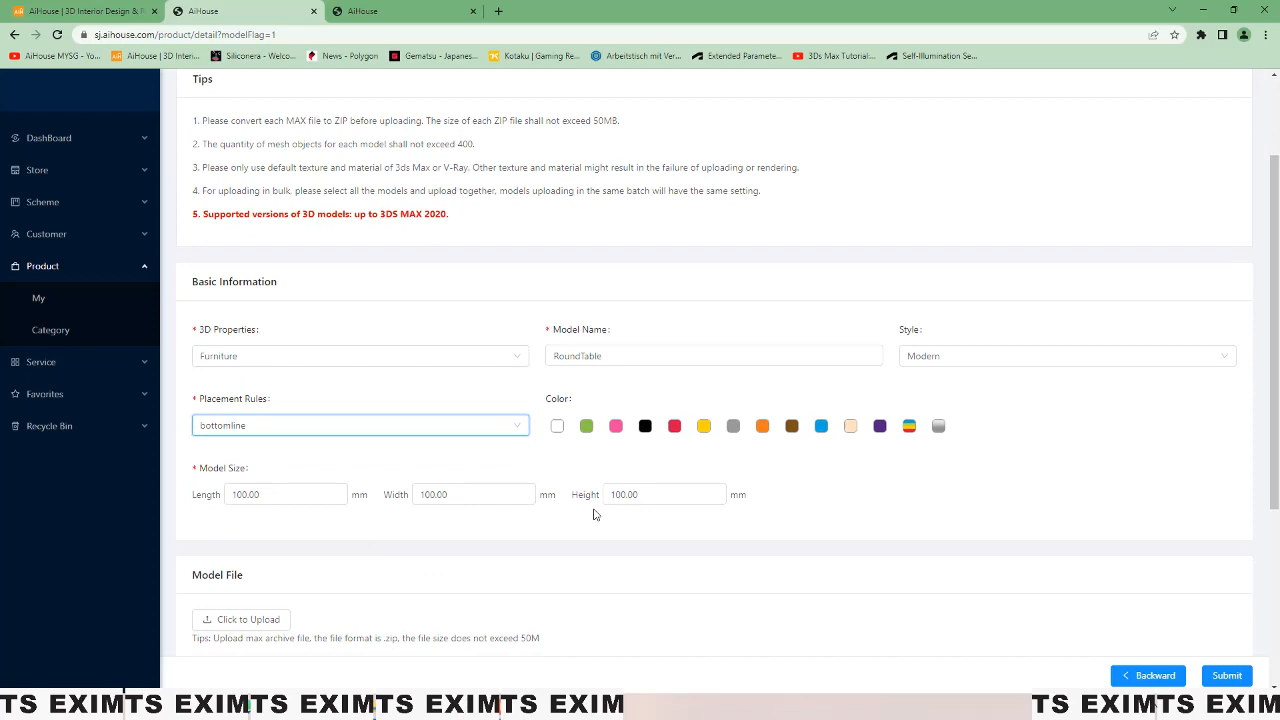 AiHouse | 3D Interior Design & R
AiHouse
AiHouse
sj.aihouse.com/product/detail?modelFlag=1
AiHouse MYSG - Yo...
AiHouse | 3D Interi...
Siliconera - Welco...
News - Polygon
Gematsu - Japanes...
Kotaku | Gaming Re...
Arbeitstisch mit Ver...
Extended Paramete...
3Ds Max Tutorial:...
Self-Illumination Se...
DashBoard
Store
Scheme
Customer
Product
My
Category
Service
Favorites
Recycle Bin
Tips
1. Please convert each MAX file to ZIP before uploading. The size of each ZIP file shall not exceed 50MB.
2. The quantity of mesh objects for each model shall not exceed 400.
3. Please only use default texture and material of 3ds Max or V-Ray. Other texture and material might result in the failure of uploading or rendering.
4. For uploading in bulk, please select all the models and upload together, models uploading in the same batch will have the same setting.
5. Supported versions of 3D models: up to 3DS MAX 2020.
Basic Information
* 3D Properties: * Model Name: Style:
Furniture RoundTable Modern
* Placement Rules: Color:
bottomline
* Model Size:
Length 100.00 mm Width 100.00 mm Height 100.00 mm
Model File
Click to Upload
Tips: Upload max archive file, the file format is .zip, the file size does not exceed 50M
Backward Submit
TS EXIMTS EXIMTS EXIMTS EXIMTS EXIM TS EXIMTS EXIM